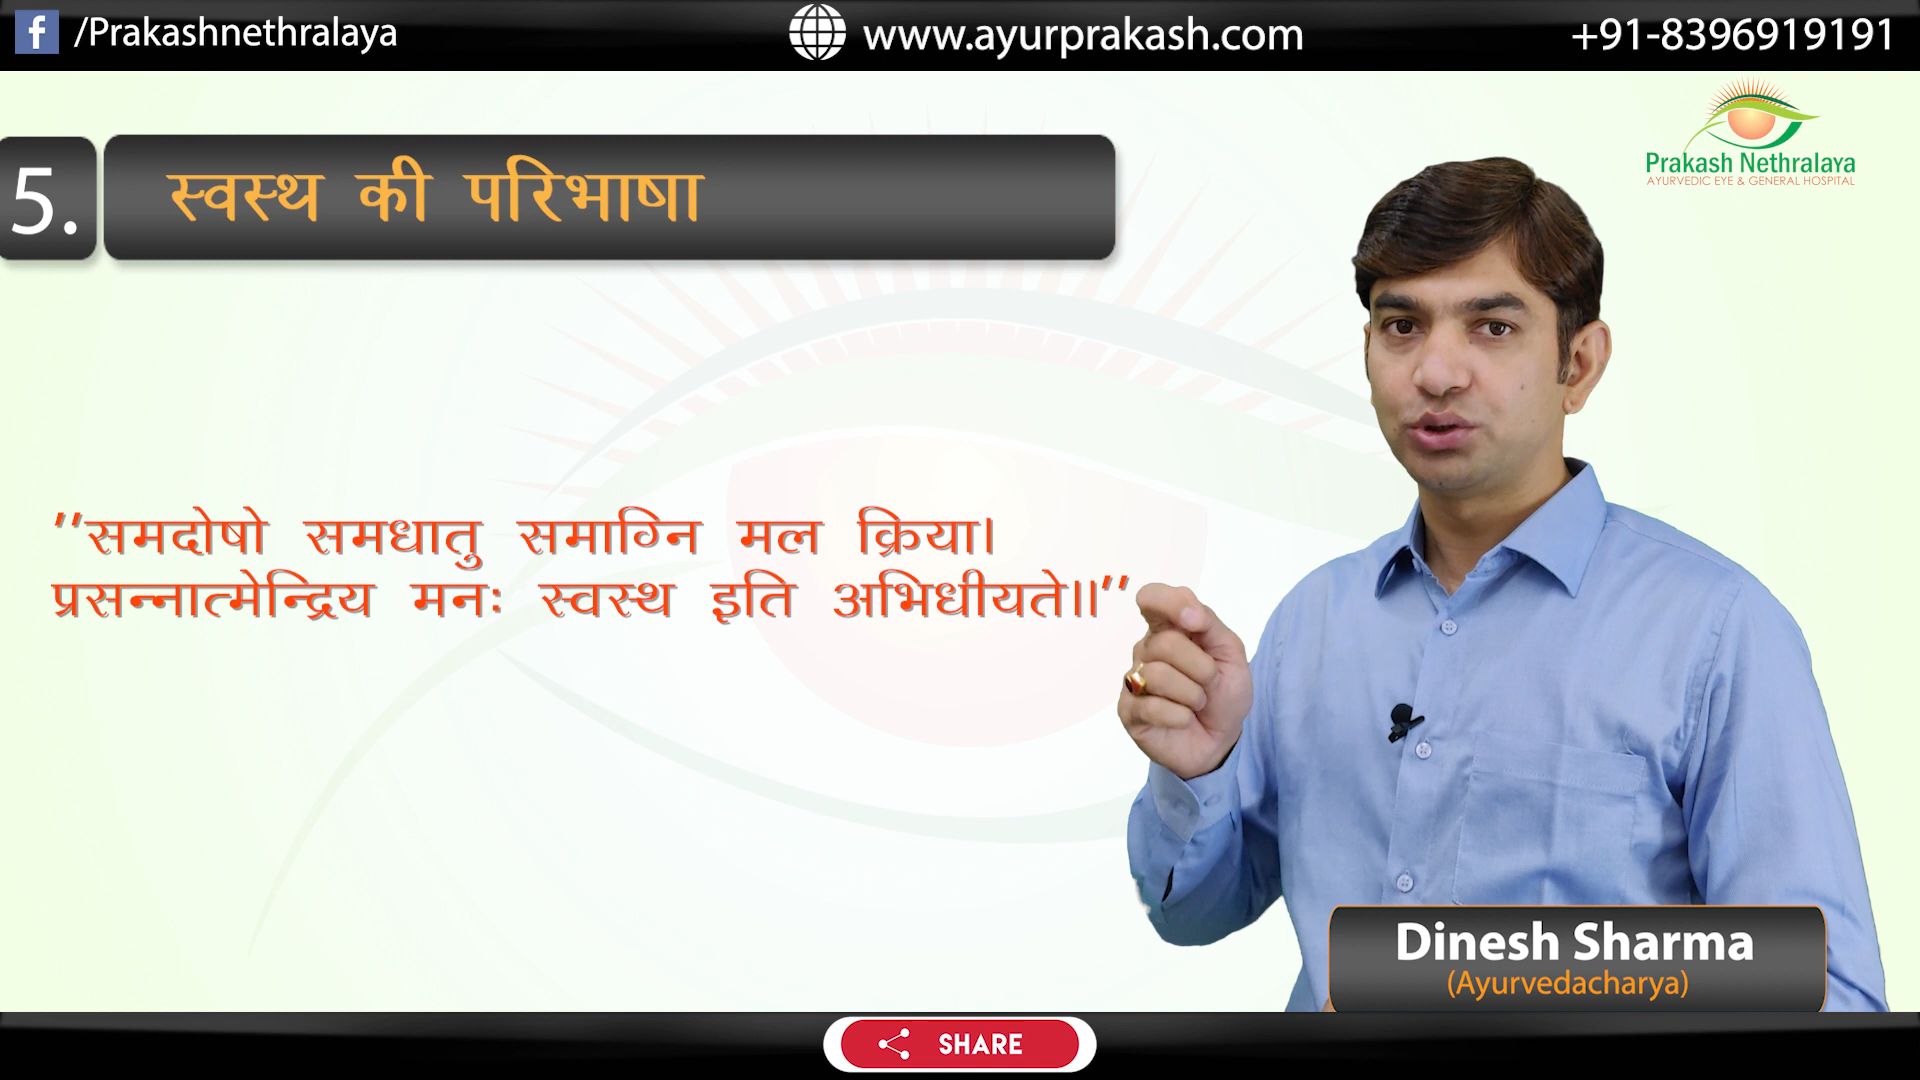 /Prakashnethralaya
www.ayurprakash.com
+91-8396919191
Prakash Nethralaya
AYURVEDIC EYE & GENERAL HOSPITAL
5. स्वस्थ की परिभाषा
''समदोषो समधातु समाग्नि मल क्रिया।
प्रसन्नात्मेन्द्रिय मनः स्वस्थ इति अभिधीयते।।''
Dinesh Sharma
(Ayurvedacharya)
SHARE